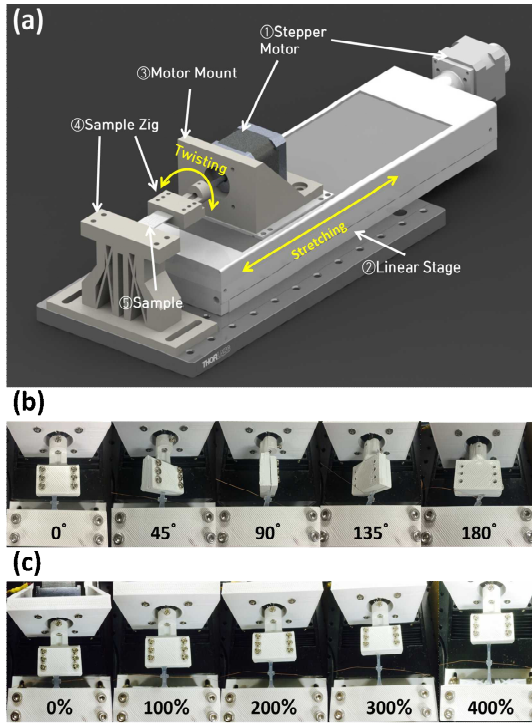 (a)
①Stepper
Motor
③Motor Mount
④Sample Zig
Twisting
Stretching
②Linear Stage
⑤Sample
THORLABS
(b)
0°
45°
90°
135°
180°
(c)
0%
100%
200%
300%
400%